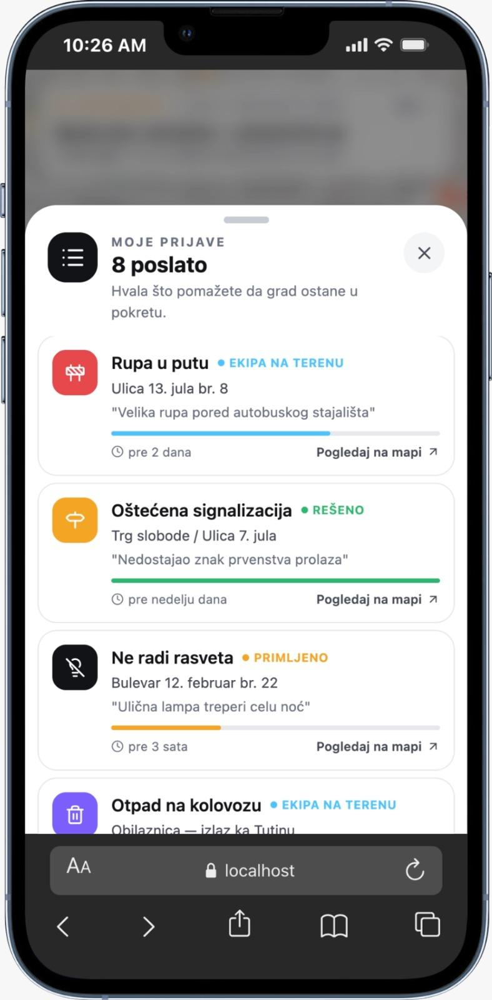 10:26 AM
MOJE PRIJAVE
8 poslato
Hvala što pomažete da grad ostane u
pokretu.
Rupa u putu EKIPA NA TERENU
Ulica 13. jula br. 8
"Velika rupa pored autobuskog stajališta"
pre 2 dana Pogledaj na mapi
Oštećena signalizacija REŠENO
Trg slobode / Ulica 7. jula
"Nedostajao znak prvenstva prolaza"
pre nedelju dana Pogledaj na mapi
Ne radi rasveta PRIMLJENO
Bulevar 12. februar br. 22
"Ulična lampa treperi celu noć"
pre 3 sata Pogledaj na mapi
Otpad na kolovozu EKIPA NA TERENU
Obilaznica — izlaz ka Tutinu
AA localhost